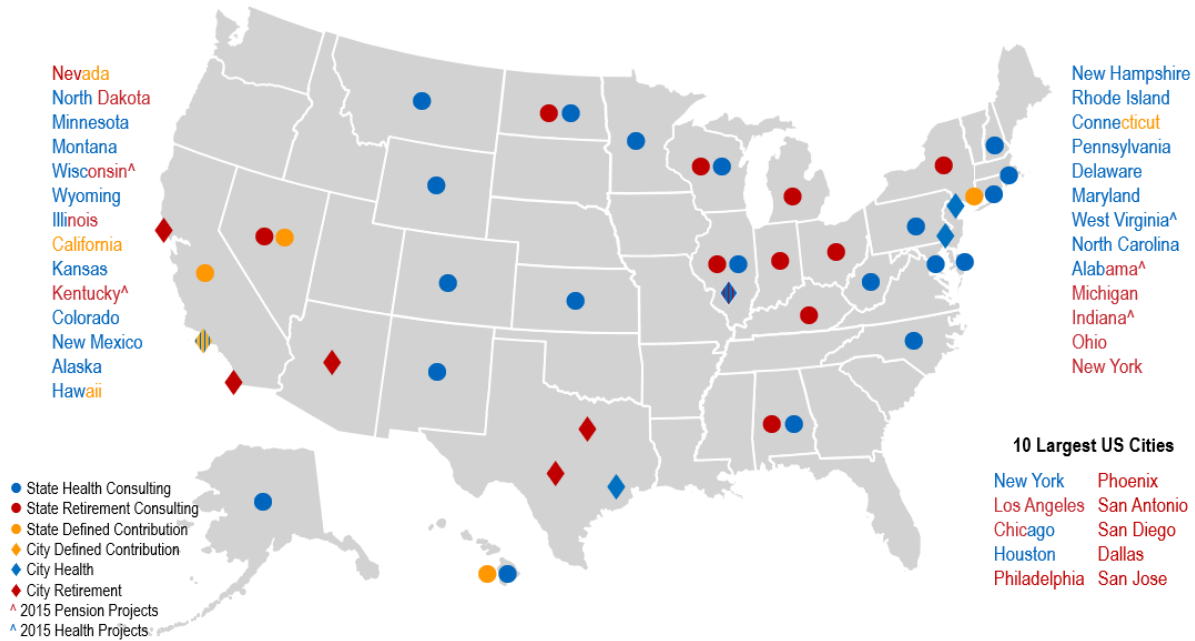 Nevada
North Dakota
Minnesota
Montana
Wisconsin^
Wyoming
Illinois
California
Kansas
Kentucky^
Colorado
New Mexico
Alaska
Hawaii
New Hampshire
Rhode Island
Connecticut
Pennsylvania
Delaware
Maryland
West Virginia^
North Carolina
Alabama^
Michigan
Indiana^
Ohio
New York
10 Largest US Cities
New York Phoenix
Los Angeles San Antonio
Chicago San Diego
Houston Dallas
Philadelphia San Jose
State Health Consulting
State Retirement Consulting
State Defined Contribution
City Defined Contribution
City Health
City Retirement
^ 2015 Pension Projects
^ 2015 Health Projects